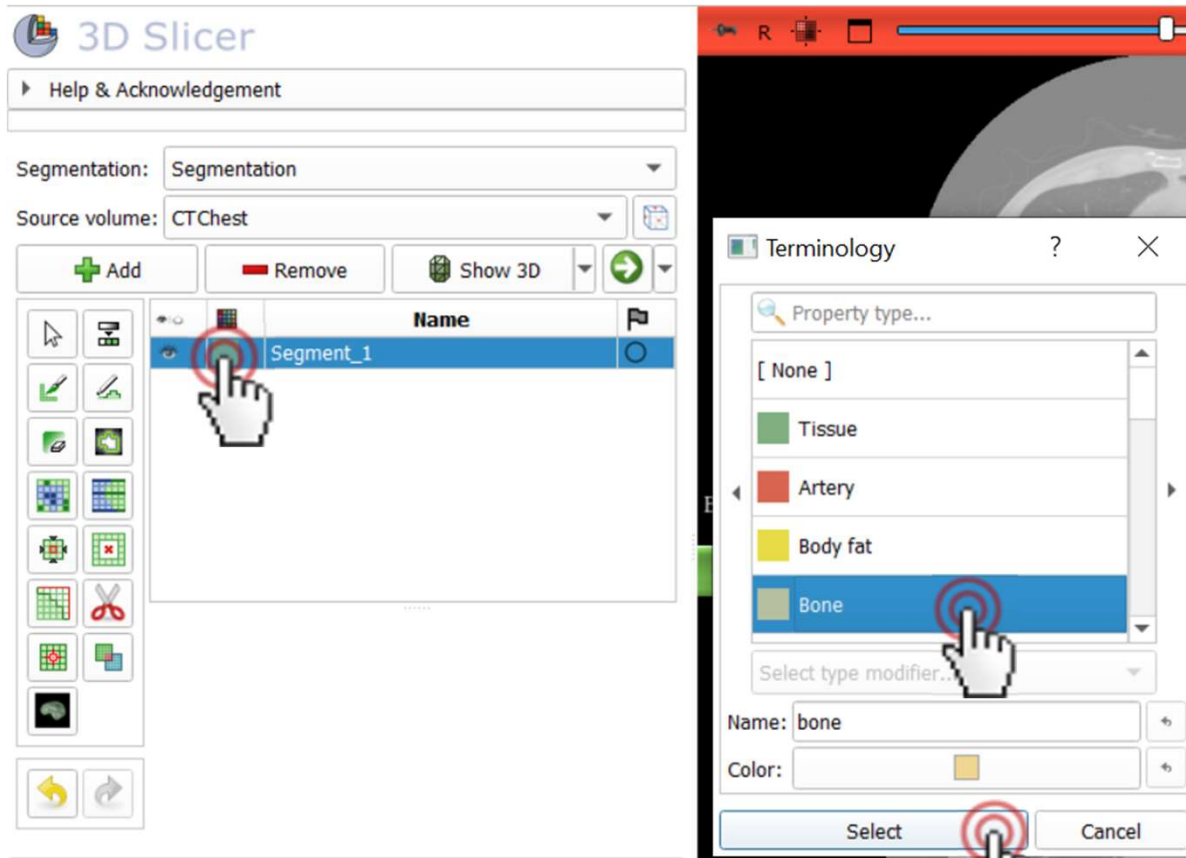 3D Slicer
Help & Acknowledgement
Segmentation: Segmentation
Source volume: CTChest
Add Remove Show 3D
Name
Segment_1
R
Terminology ?
Property type...
[ None ]
Tissue
Artery
Body fat
Bone
Select type modifier...
Name: bone
Color:
Select Cancel